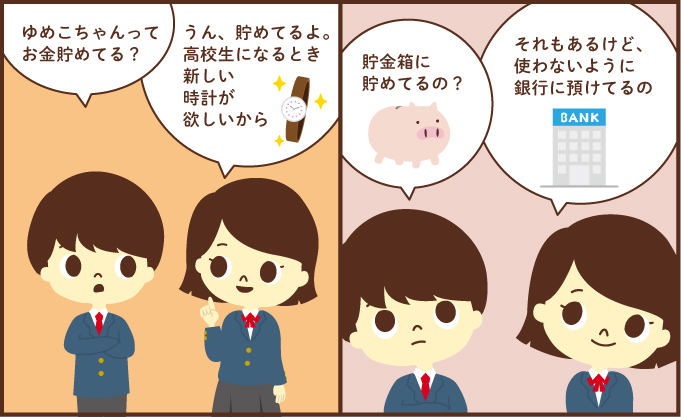 ゆめこちゃんって
お金貯めてる？
うん、貯めてるよ。
高校生になるとき
新しい
時計が
欲しいから
貯金箱に
貯めてるの？
それもあるけど、
使わないように
銀行に預けてるの
BANK